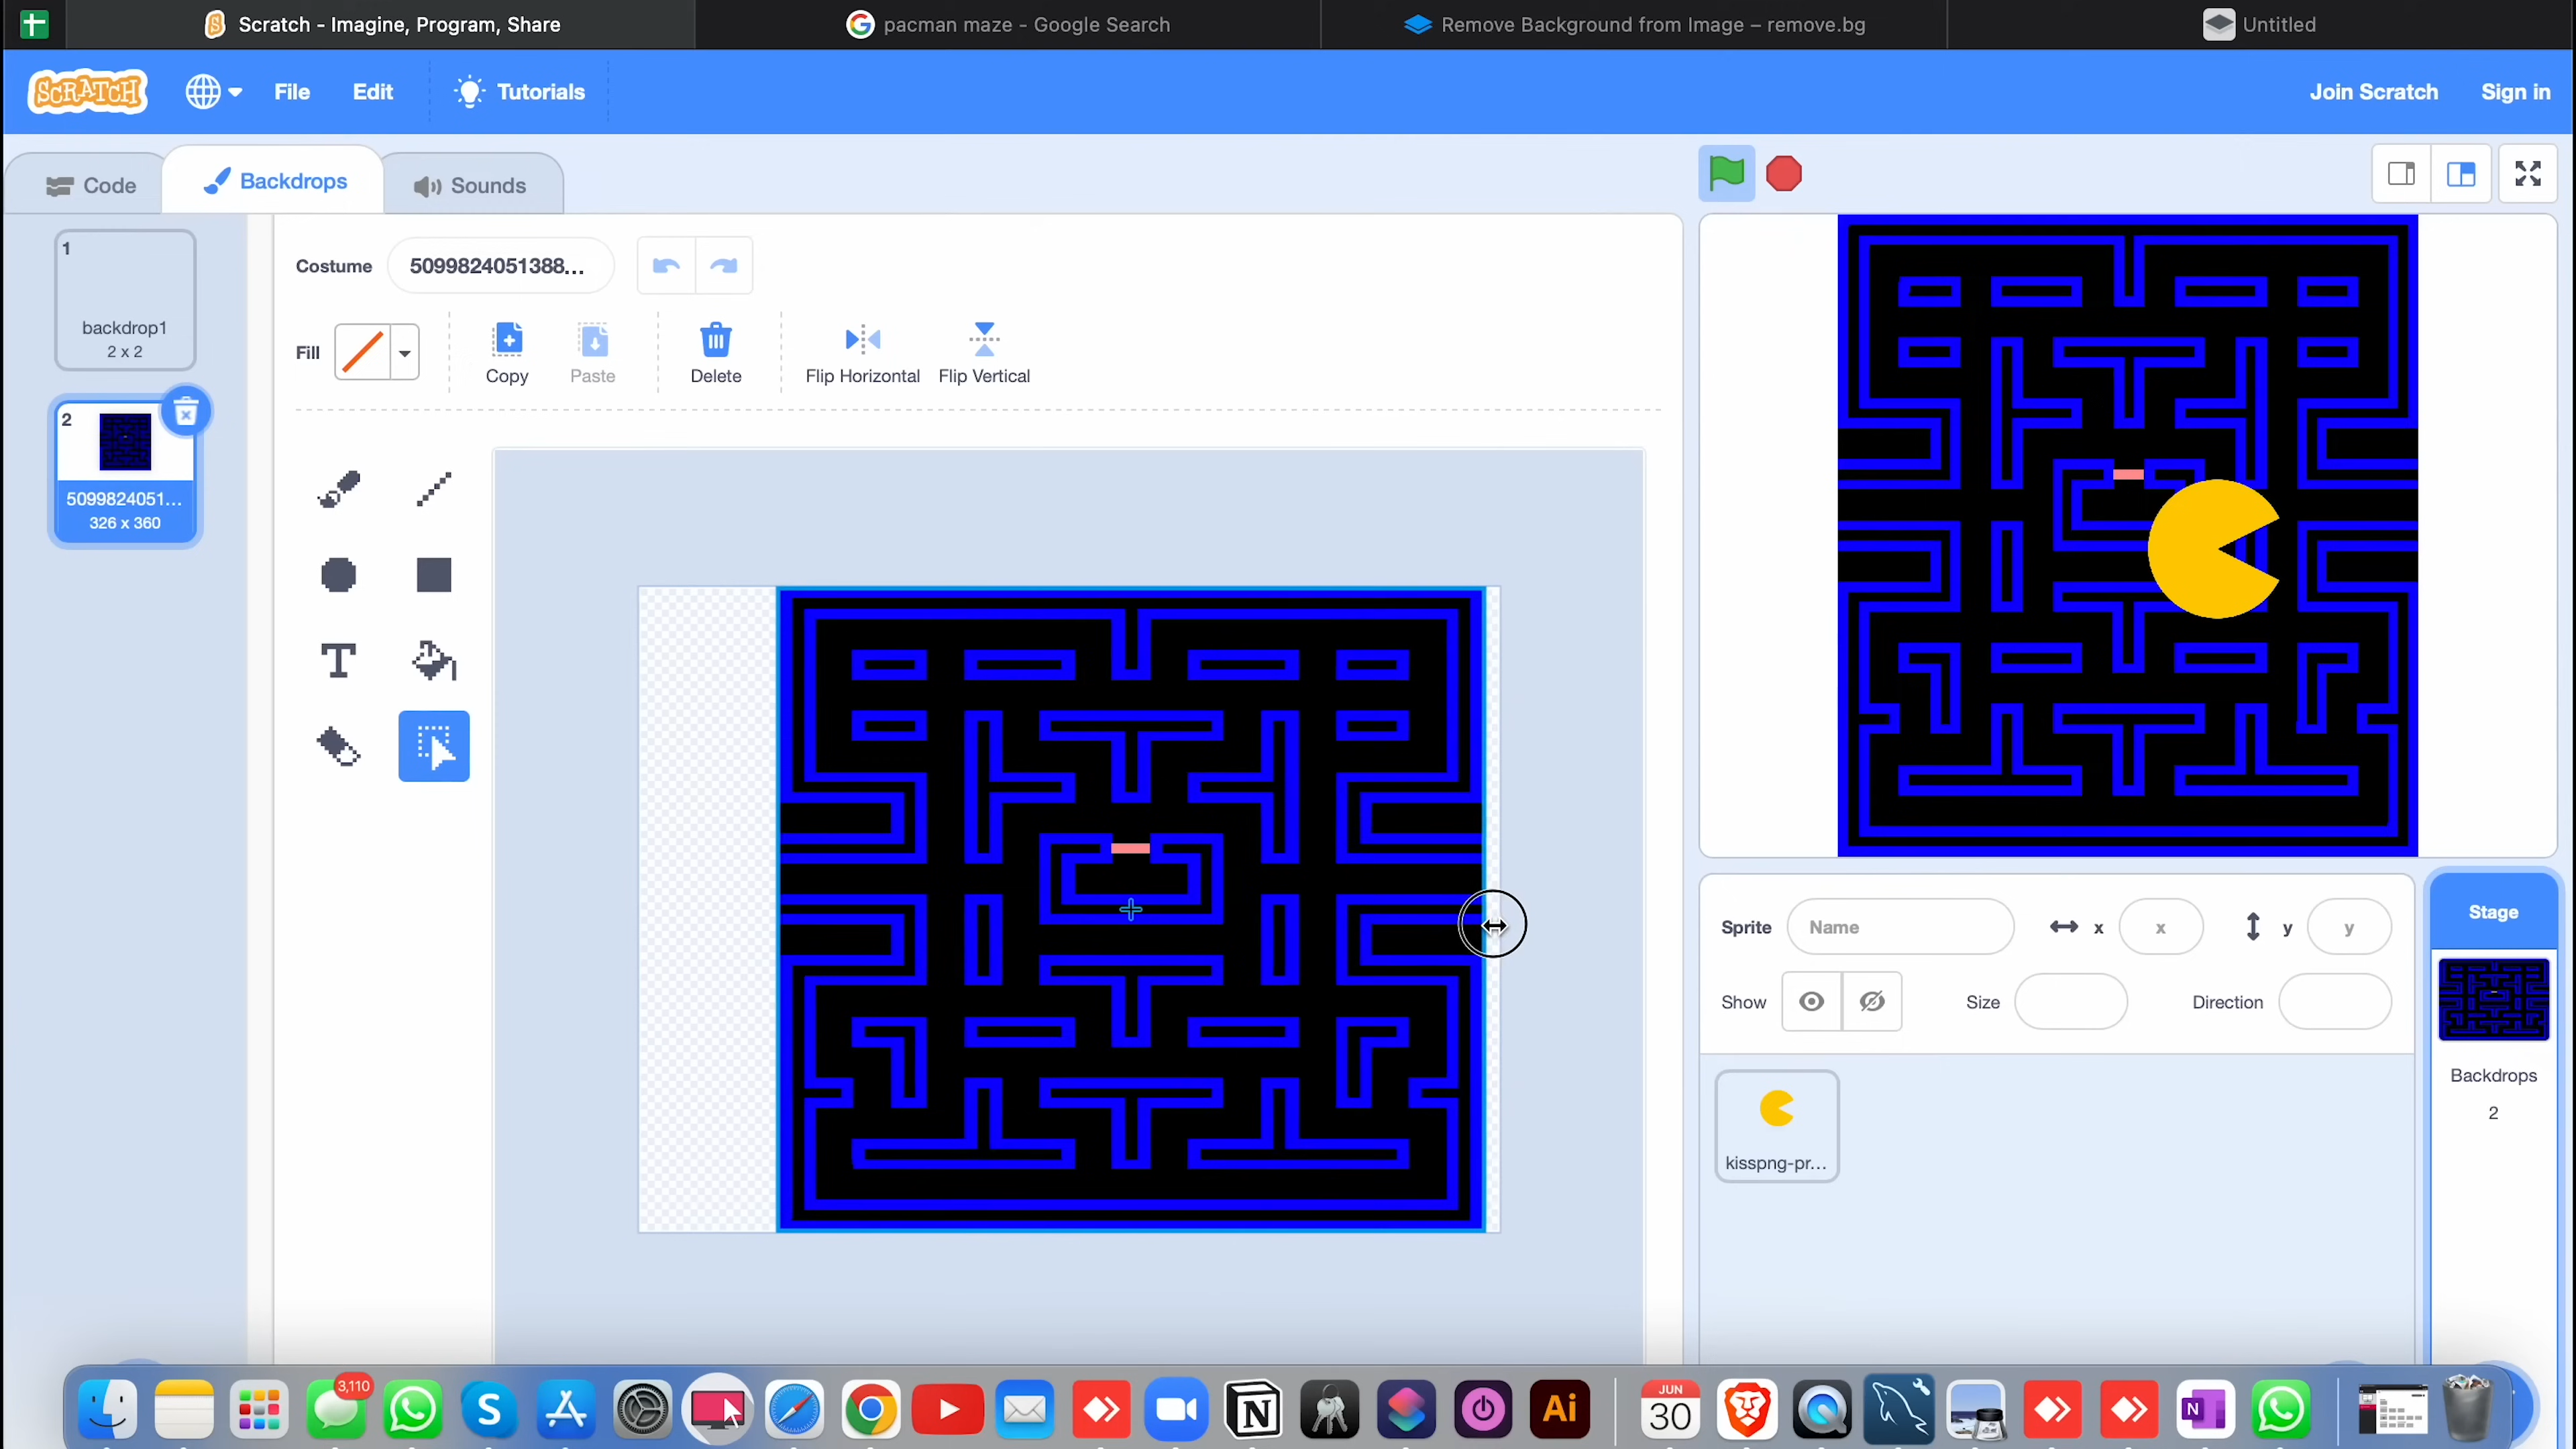 Scratch - Imagine, Program, Share
pacman maze - Google Search
Remove Background from Image – remove.bg
Untitled
SCRATCH
File
Edit
Tutorials
Join Scratch
Sign in
Code
Backdrops
Sounds
1
backdrop1
2 x 2
2
5099824051...
326 x 360
Costume
5099824051388...
Fill
Copy
Paste
Delete
Flip Horizontal
Flip Vertical
T
Sprite
Name
x
x
y
y
Show
Size
Direction
kisspng-pr...
Stage
Backdrops
2
3,110
S
N
Ai
JUN
30
N